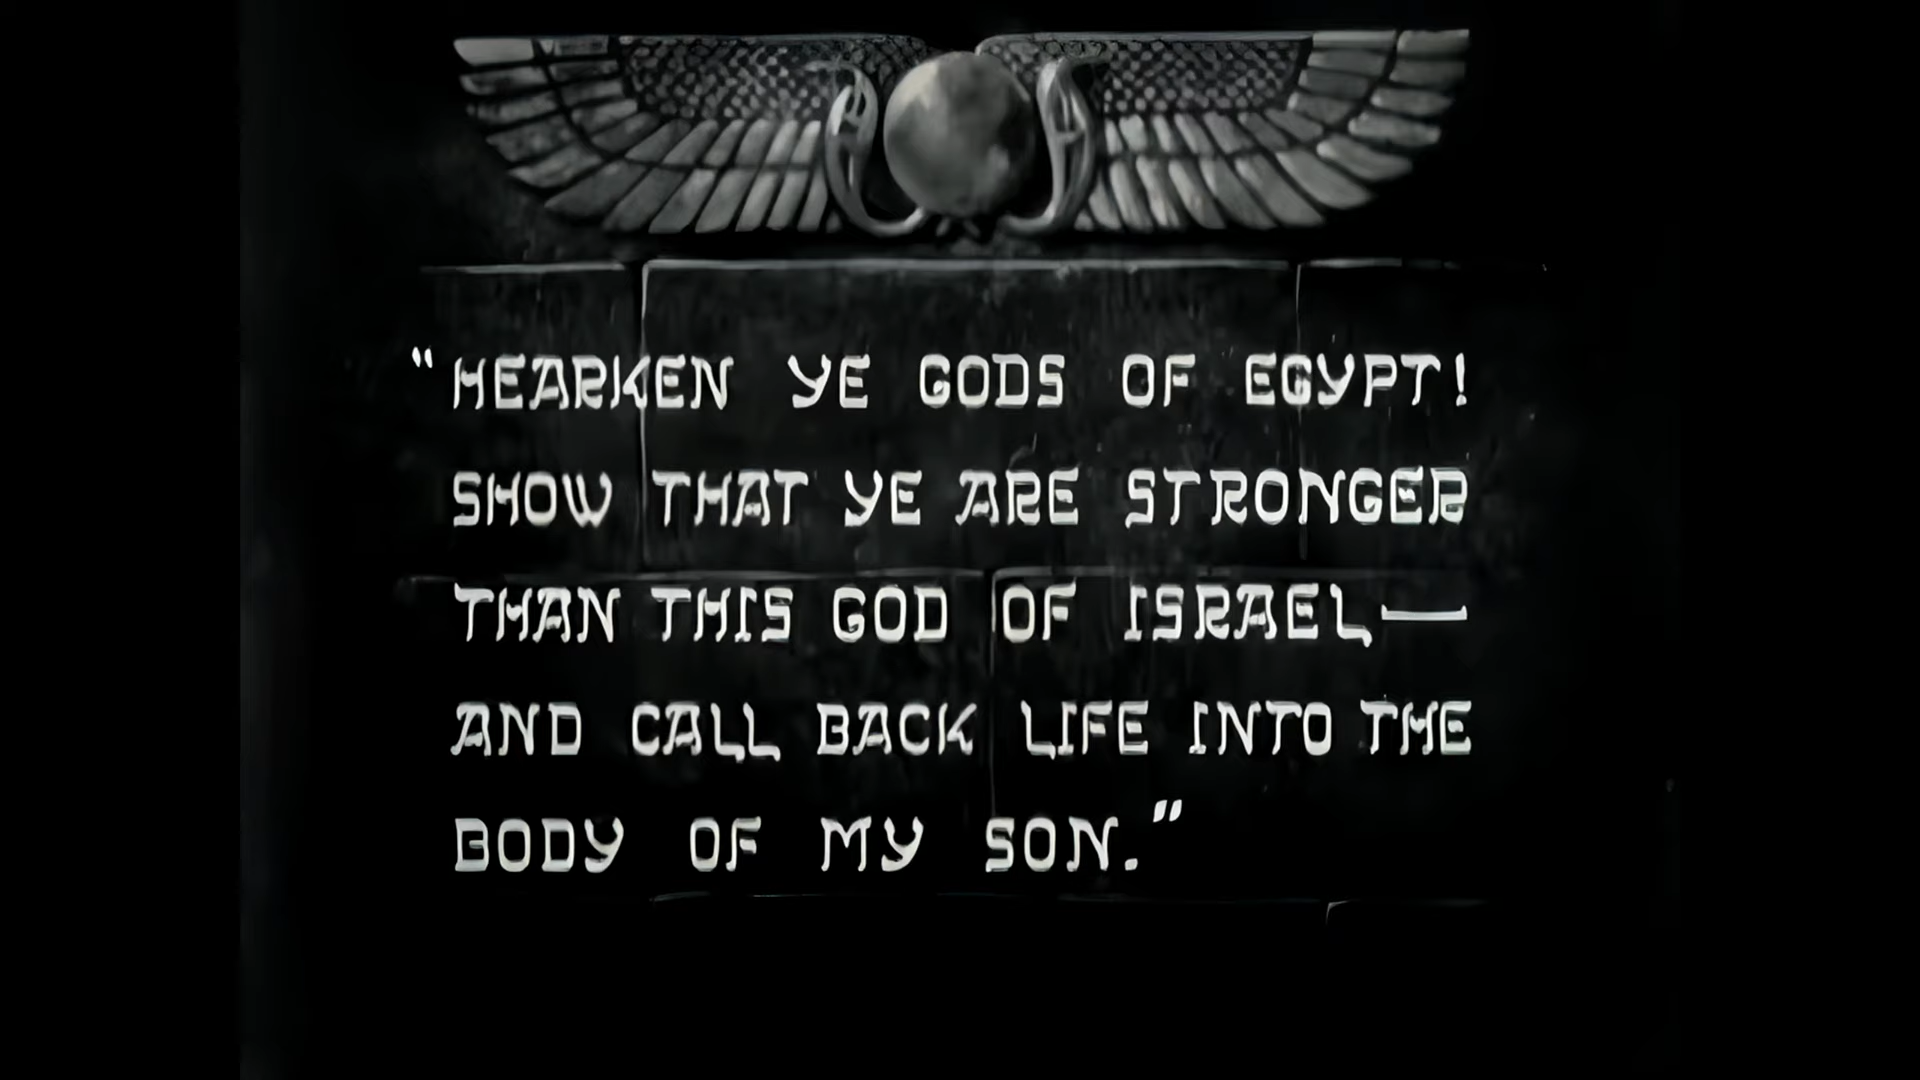 "HEARKEN YE GODS OF EGYPT!
SHOW THAT YE ARE STRONGER
THAN THIS GOD OF ISRAEL—
AND CALL BACK LIFE INTO THE
BODY OF MY SON."